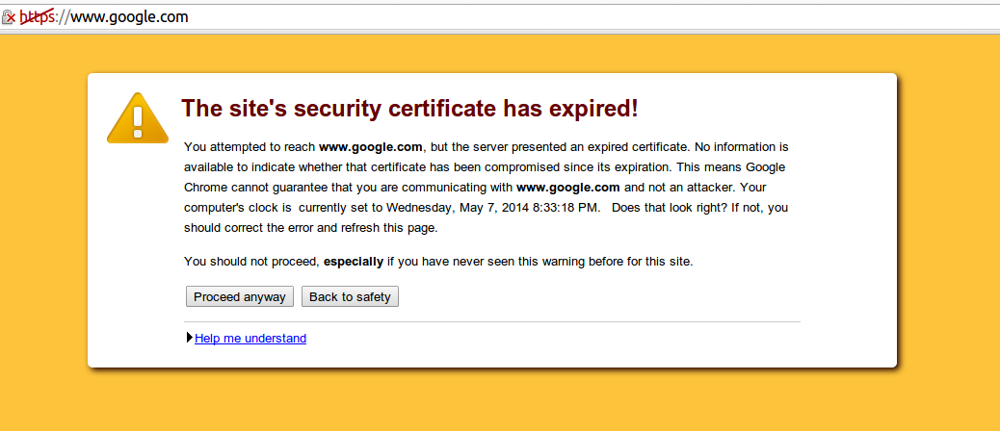 https://www.google.com
The site's security certificate has expired!
You attempted to reach www.google.com, but the server presented an expired certificate. No information is
available to indicate whether that certificate has been compromised since its expiration. This means Google
Chrome cannot guarantee that you are communicating with www.google.com and not an attacker. Your
computer's clock is  currently set to Wednesday, May 7, 2014 8:33:18 PM.   Does that look right? If not, you
should correct the error and refresh this page.
You should not proceed, especially if you have never seen this warning before for this site.
Proceed anyway Back to safety
Help me understand